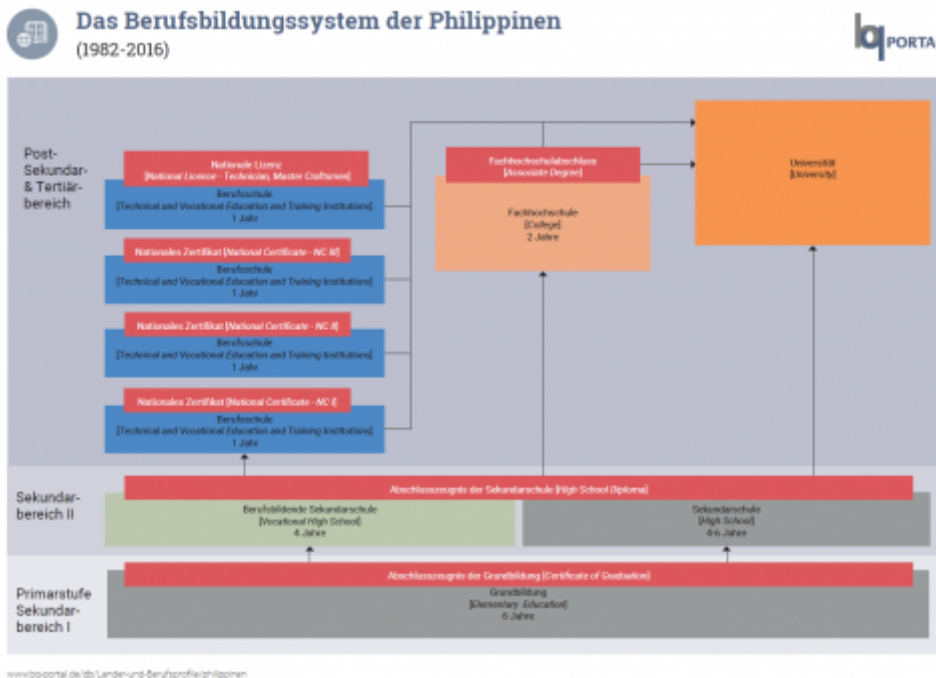 Das Berufsbildungssystem der Philippinen
(1982-2016)
bq PORTA
Post-
Sekundar-
& Tertiär-
bereich
Nationale Lizenz
[National Licence - Technician, Master Craftsmen]
Berufsschule
[Technical and Vocational Education and Training Institutions]
1 Jahr
Nationales Zertifikat [National Certificate - NC III]
Berufsschule
[Technical and Vocational Education and Training Institutions]
1 Jahr
Nationales Zertifikat [National Certificate - NC II]
Berufsschule
[Technical and Vocational Education and Training Institutions]
1 Jahr
Nationales Zertifikat [National Certificate - NC I]
Berufsschule
[Technical and Vocational Education and Training Institutions]
1 Jahr
Fachhochschulabschluss
[Associate Degree]
Fachhochschule
[College]
2 Jahre
Universität
[University]
Sekundar-
bereich II
Abschlusszeugnis der Sekundarschule [High School Diploma]
Berufsbildende Sekundarschule
[Vocational High School]
4 Jahre
Sekundarschule
[High School]
4-6 Jahre
Primarstufe
Sekundar-
bereich I
Abschlusszeugnis der Grundbildung [Certificate of Graduation]
Grundbildung
[Elementary Education]
6 Jahre
www.bq-portal.de/db/Länder-und-Berufsprofile/philippinen